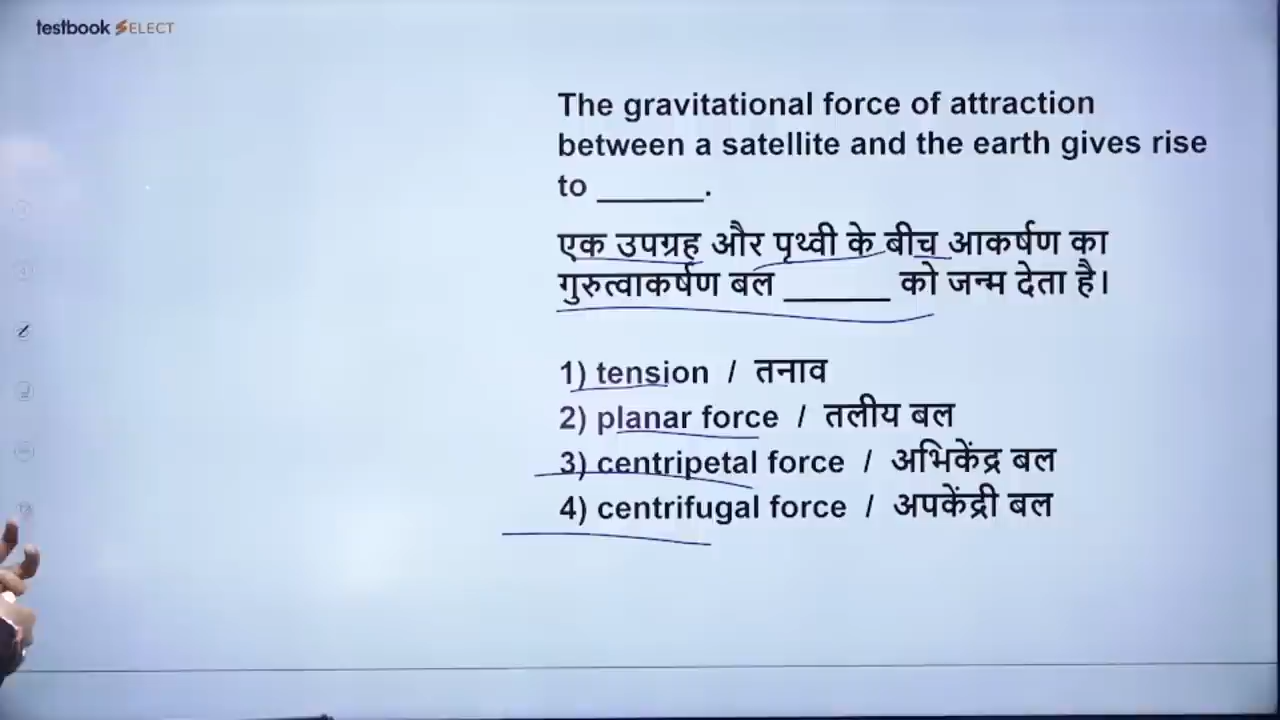 testbook SELECT
The gravitational force of attraction
between a satellite and the earth gives rise
to ______.
एक उपग्रह और पृथ्वी के बीच आकर्षण का
गुरुत्वाकर्षण बल ______ को जन्म देता है।
1) tension / तनाव
2) planar force / तलीय बल
3) centripetal force / अभिकेंद्र बल
4) centrifugal force / अपकेंद्री बल